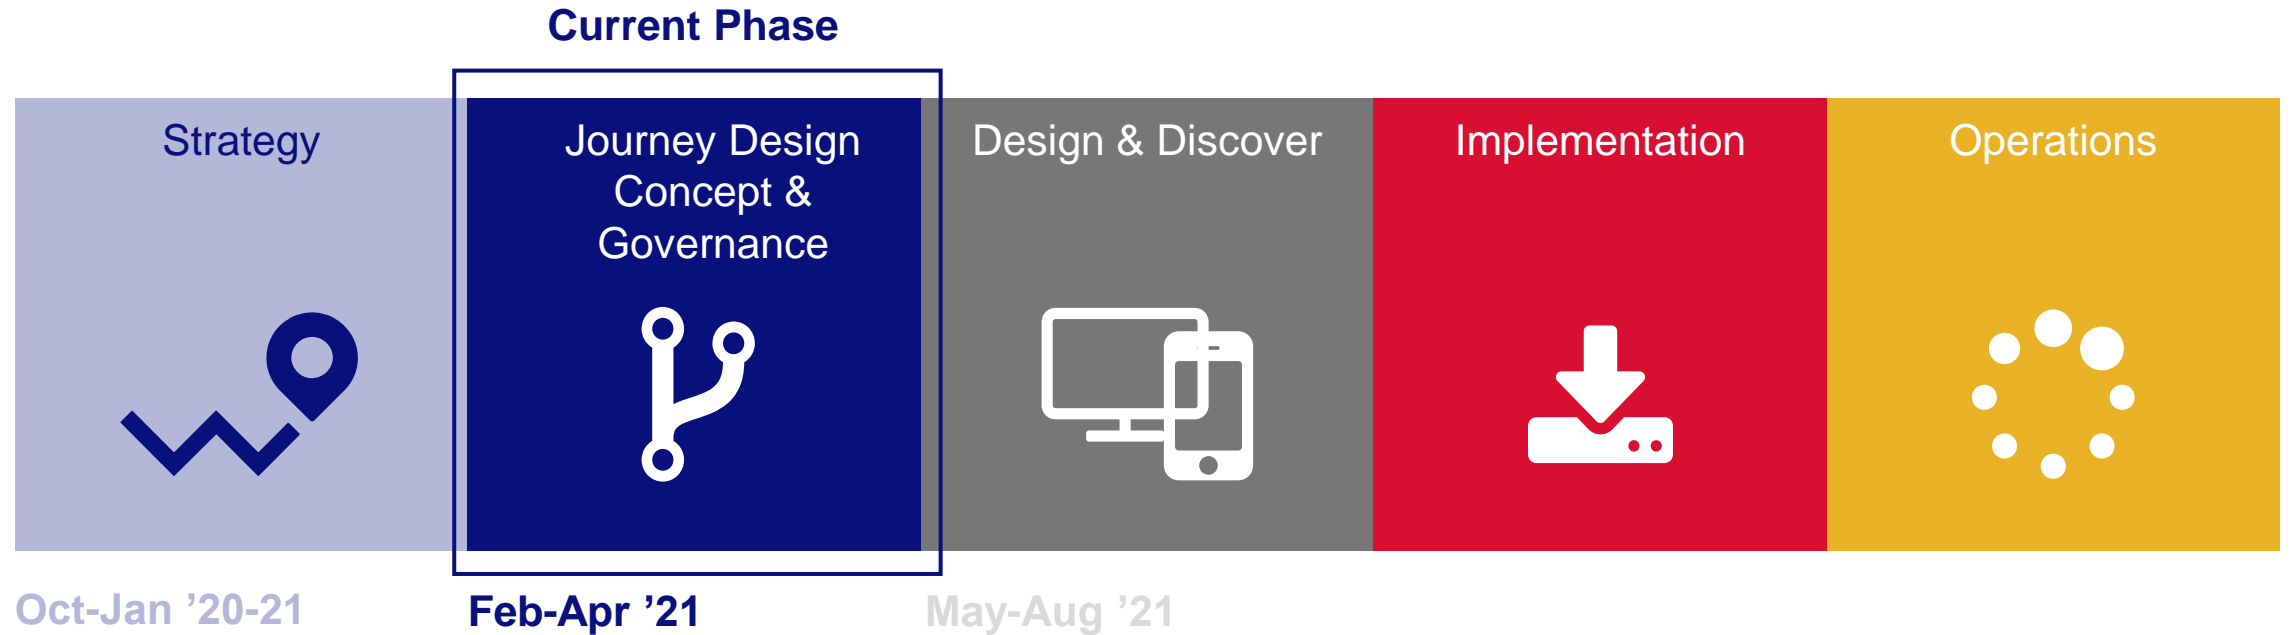 Current Phase
Strategy
Journey Design
Concept &
Governance
Design & Discover
Implementation
Operations
Oct-Jan ’20-21
Feb-Apr ’21
May-Aug ’21